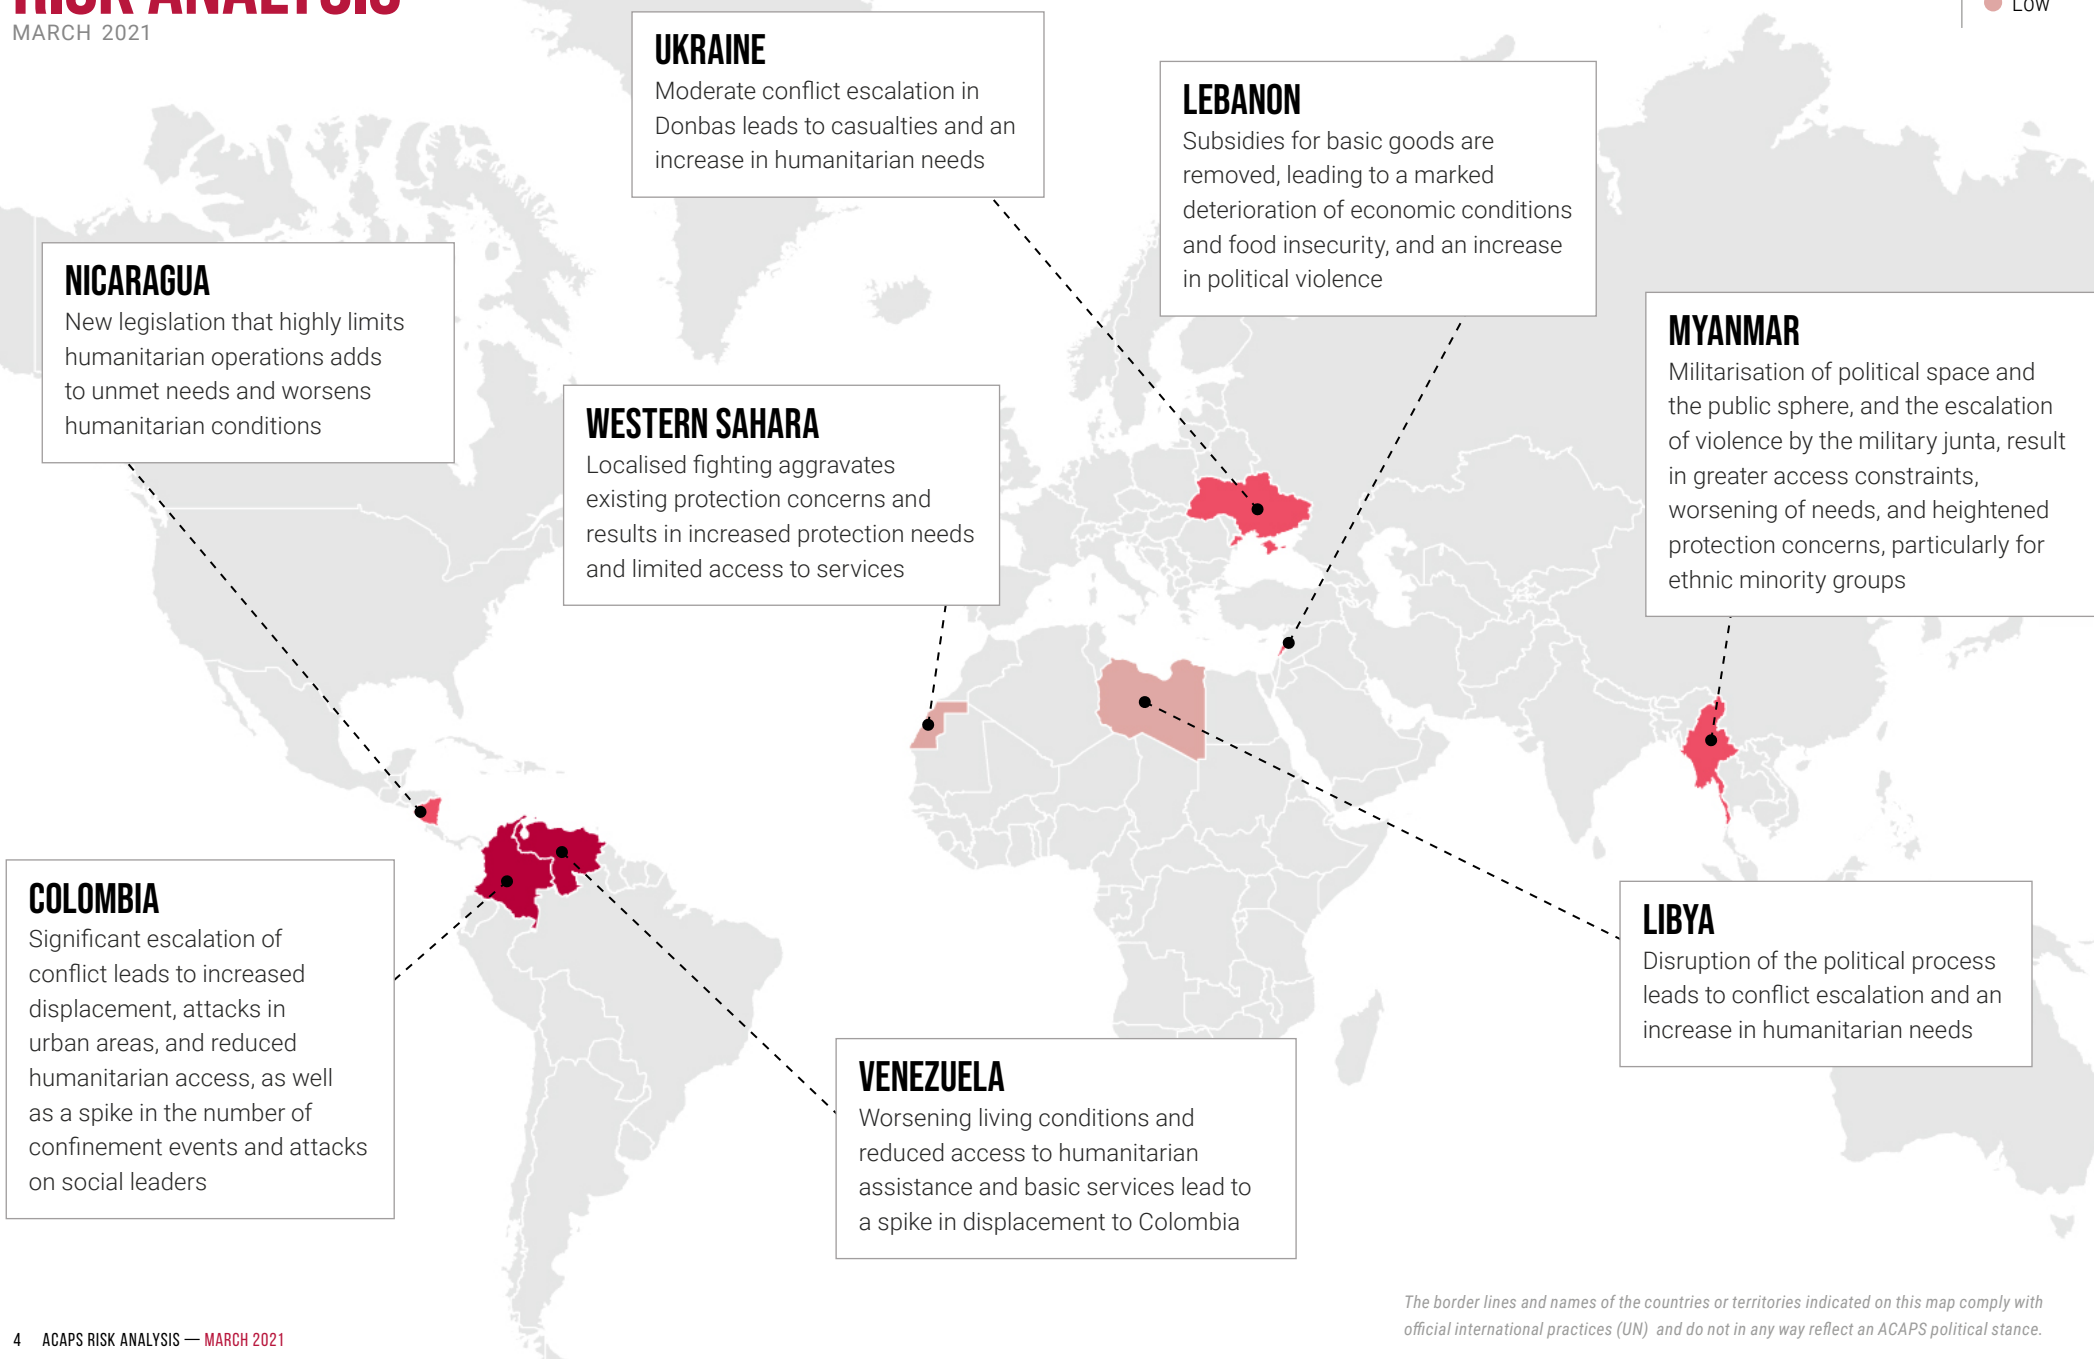 RISK ANALYSIS
MARCH 2021
Low
UKRAINE
Moderate conflict escalation in
Donbas leads to casualties and an
increase in humanitarian needs
LEBANON
Subsidies for basic goods are
removed, leading to a marked
deterioration of economic conditions
and food insecurity, and an increase
in political violence
NICARAGUA
New legislation that highly limits
humanitarian operations adds
to unmet needs and worsens
humanitarian conditions
MYANMAR
Militarisation of political space and
the public sphere, and the escalation
of violence by the military junta, result
in greater access constraints,
worsening of needs, and heightened
protection concerns, particularly for
ethnic minority groups
WESTERN SAHARA
Localised fighting aggravates
existing protection concerns and
results in increased protection needs
and limited access to services
COLOMBIA
Significant escalation of
conflict leads to increased
displacement, attacks in
urban areas, and reduced
humanitarian access, as well
as a spike in the number of
confinement events and attacks
on social leaders
LIBYA
Disruption of the political process
leads to conflict escalation and an
increase in humanitarian needs
VENEZUELA
Worsening living conditions and
reduced access to humanitarian
assistance and basic services lead to
a spike in displacement to Colombia
The border lines and names of the countries or territories indicated on this map comply with
official international practices (UN) and do not in any way reflect an ACAPS political stance.
4 ACAPS RISK ANALYSIS — MARCH 2021